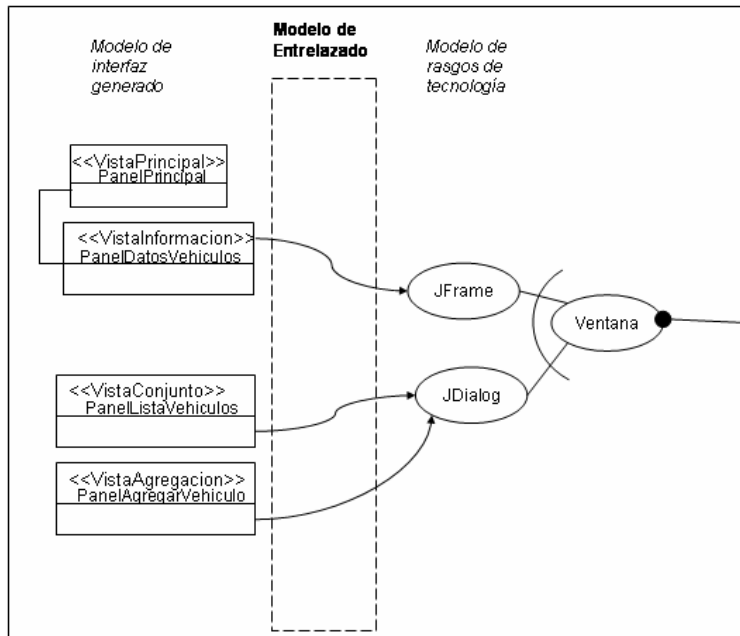 Modelo de
interfaz
generado
Modelo de
Entrelazado
Modelo de
rasgos de
tecnología
<<VistaPrincipal>>
PanelPrincipal
<<VistaInformacion>>
PanelDatosVehiculos
JFrame
Ventana
<<VistaConjunto>>
PanelListaVehiculos
JDialog
<<VistaAgregacion>>
PanelAgregarVehiculo